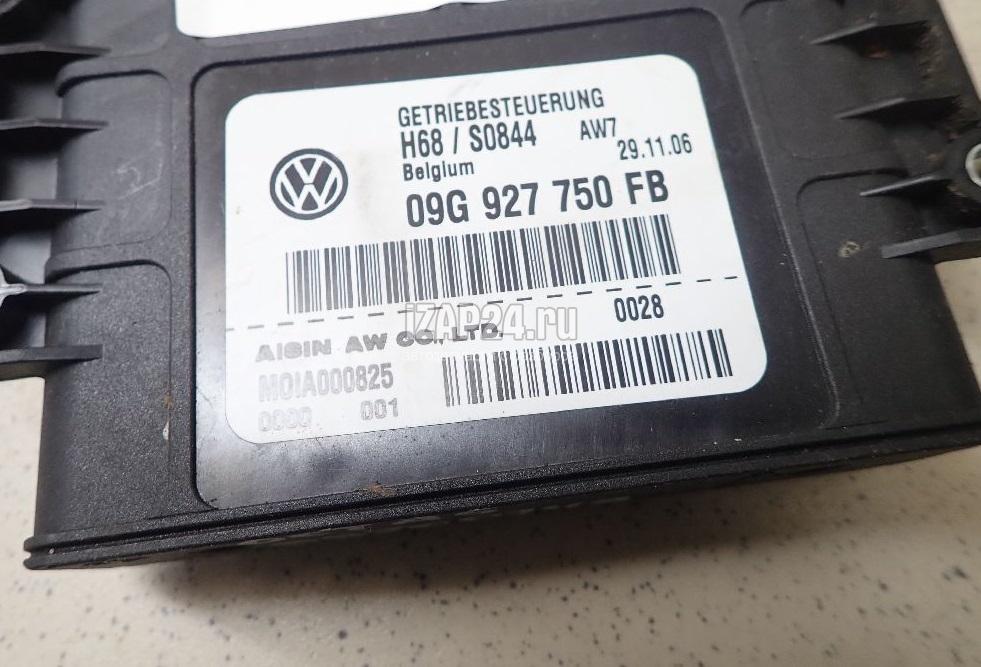 GETRIEBESTEUERUNG
H68 / S0844 AW7
Belgium 29.11.06
09G 927 750 FB
0028
iZAP24.ru
AISIN AW CO., LTD.
MOIA000825
0000 001